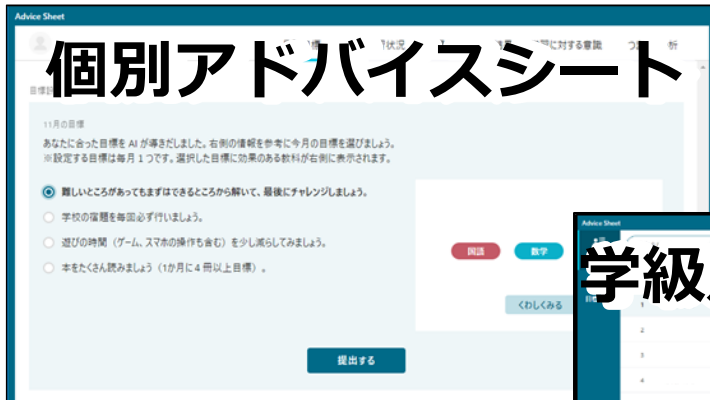 Advice Sheet
個別アドバイスシート
状況
に対する意識
11月の目標
あなたに合った目標を AI が導きだしました。右側の情報を参考に今月の目標を選びましょう。
※設定する目標は毎月１つです。選択した目標に効果のある教科が右側に表示されます。
難しいところがあってもまずはできるところから解いて、最後にチャレンジしましょう。
学校の宿題を毎回必ず行いましょう。
遊びの時間（ゲーム、スマホの操作も含む）を少し減らしてみましょう。
本をたくさん読みましょう（1か月に４冊以上目標）。
国語
数学
くわしくみる
提出する
Advice Sheet
学級
1
2
3
4